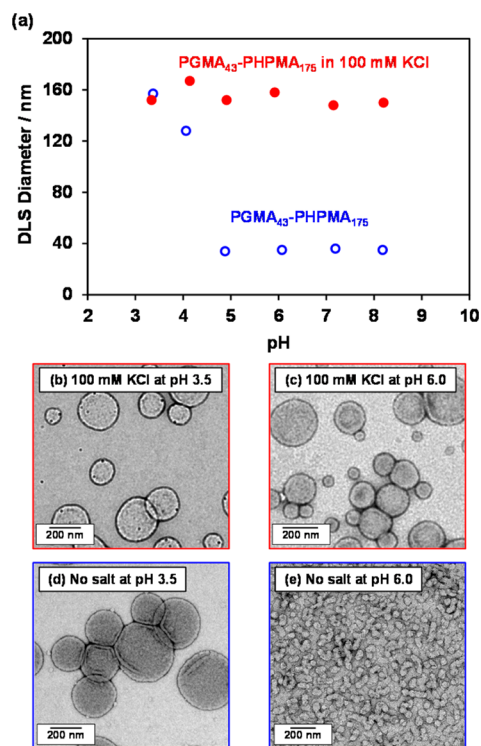 (a)
200
160
120
80
40
0
DLS Diameter / nm
PGMA₄₃-PHPMA₁₇₅ in 100 mM KCl
PGMA₄₃-PHPMA₁₇₅
2 3 4 5 6 7 8 9 10
pH
(b) 100 mM KCl at pH 3.5
200 nm
(c) 100 mM KCl at pH 6.0
200 nm
(d) No salt at pH 3.5
200 nm
(e) No salt at pH 6.0
200 nm